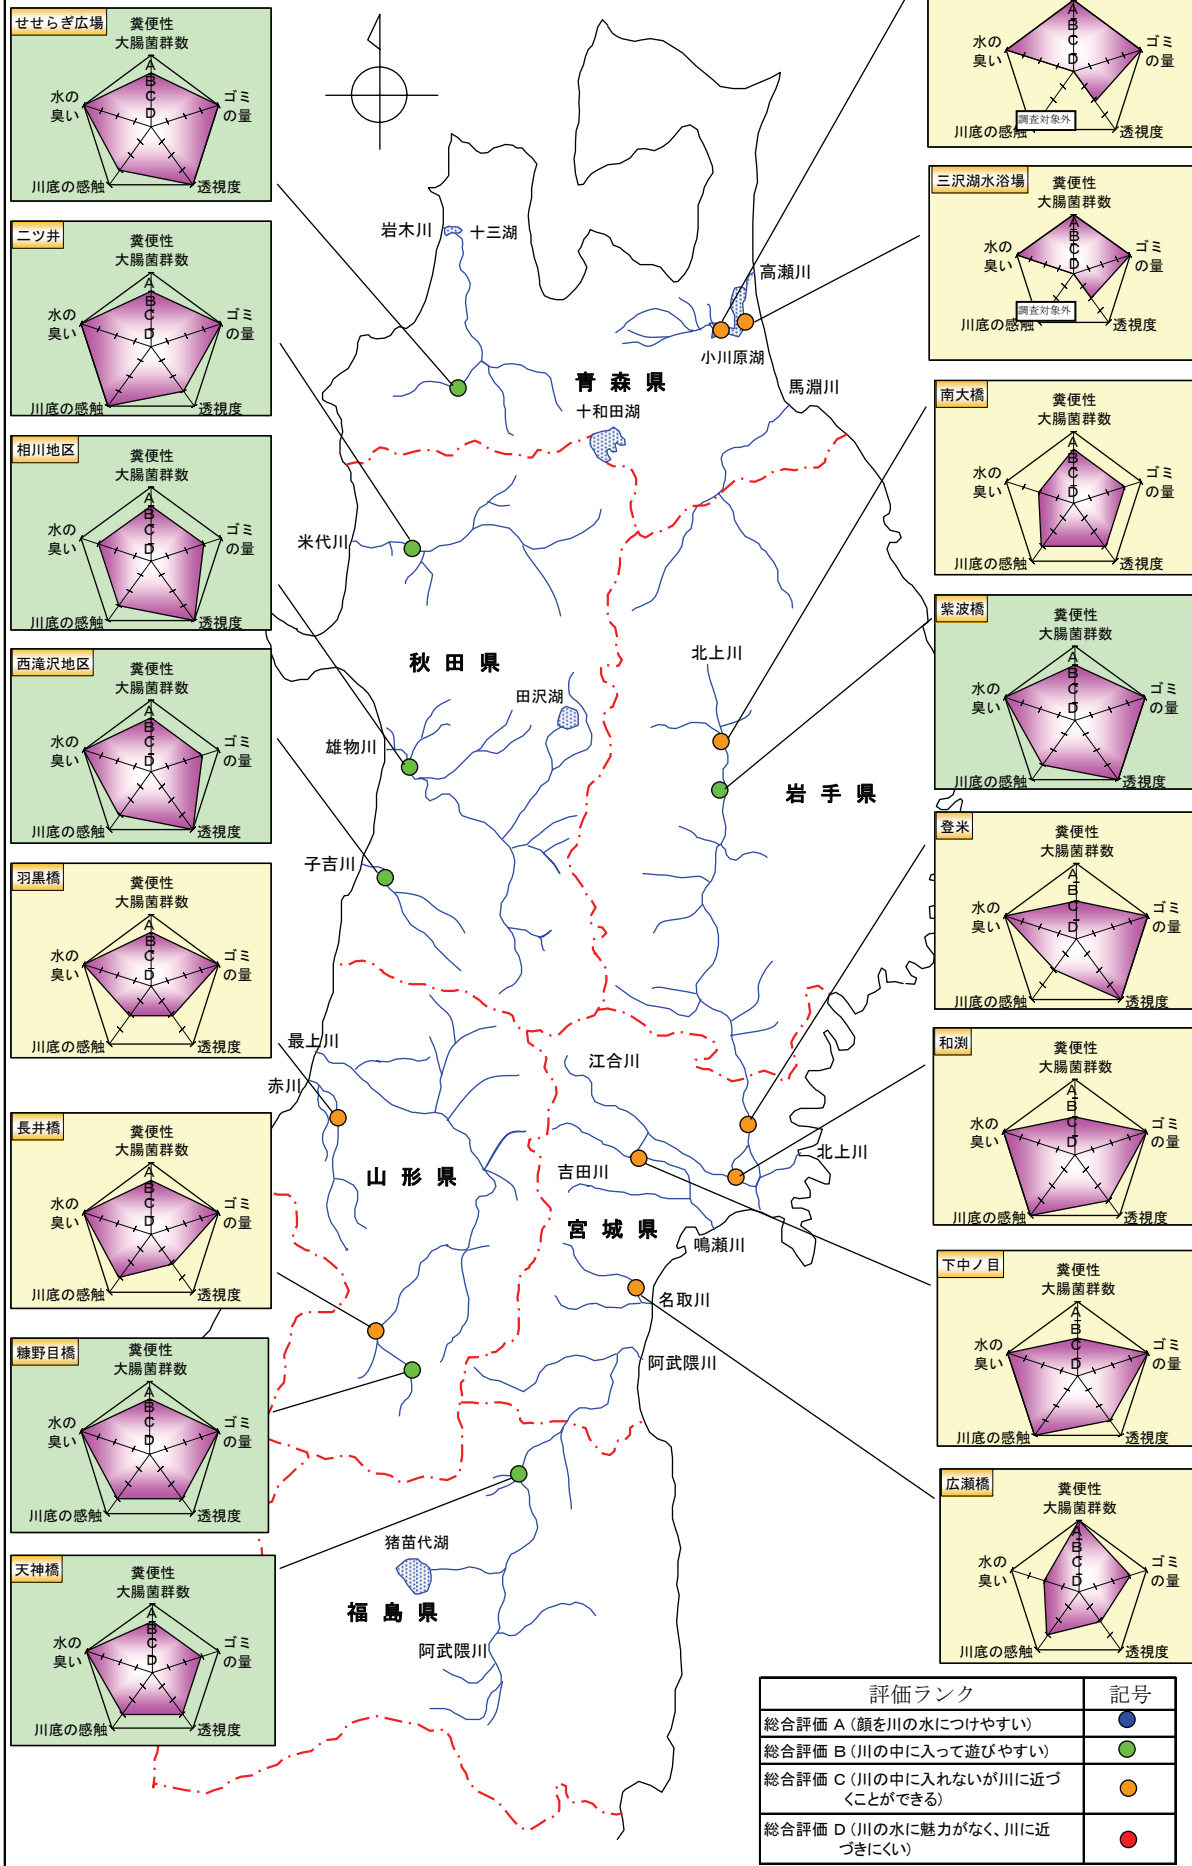 せせらぎ広場
糞便性
大腸菌群数
A
B
C
D
水の
臭い
ゴミ
の量
川底の感触
透視度
二ツ井
糞便性
大腸菌群数
A
B
C
D
水の
臭い
ゴミ
の量
川底の感触
透視度
相川地区
糞便性
大腸菌群数
A
B
C
D
水の
臭い
ゴミ
の量
川底の感触
透視度
西滝沢地区
糞便性
大腸菌群数
A
B
C
D
水の
臭い
ゴミ
の量
川底の感触
透視度
羽黒橋
糞便性
大腸菌群数
A
B
C
D
水の
臭い
ゴミ
の量
川底の感触
透視度
長井橋
糞便性
大腸菌群数
A
B
C
D
水の
臭い
ゴミ
の量
川底の感触
透視度
糠野目橋
糞便性
大腸菌群数
A
B
C
D
水の
臭い
ゴミ
の量
川底の感触
透視度
天神橋
糞便性
大腸菌群数
A
B
C
D
水の
臭い
ゴミ
の量
川底の感触
透視度
岩木川
十三湖
高瀬川
小川原湖
青森県
馬淵川
十和田湖
米代川
秋田県
北上川
田沢湖
雄物川
岩手県
子吉川
最上川
江合川
赤川
北上川
山形県
吉田川
宮城県
鳴瀬川
名取川
阿武隈川
猪苗代湖
福島県
阿武隈川
A
B
C
D
水の
臭い
ゴミ
の量
調査対象外
川底の感触
透視度
三沢湖水浴場
糞便性
大腸菌群数
A
B
C
D
水の
臭い
ゴミ
の量
調査対象外
川底の感触
透視度
南大橋
糞便性
大腸菌群数
A
B
C
D
水の
臭い
ゴミ
の量
川底の感触
透視度
紫波橋
糞便性
大腸菌群数
A
B
C
D
水の
臭い
ゴミ
の量
川底の感触
透視度
登米
糞便性
大腸菌群数
A
B
C
D
水の
臭い
ゴミ
の量
川底の感触
透視度
和渕
糞便性
大腸菌群数
A
B
C
D
水の
臭い
ゴミ
の量
川底の感触
透視度
下中ノ目
糞便性
大腸菌群数
A
B
C
D
水の
臭い
ゴミ
の量
川底の感触
透視度
広瀬橋
糞便性
大腸菌群数
A
B
C
D
水の
臭い
ゴミ
の量
川底の感触
透視度
評価ランク 記号
総合評価 A (顔を川の水につけやすい)
総合評価 B (川の中に入って遊びやすい)
総合評価 C (川の中に入れないが川に近づ
くことができる)
総合評価 D (川の水に魅力がなく、川に近
づきにくい)